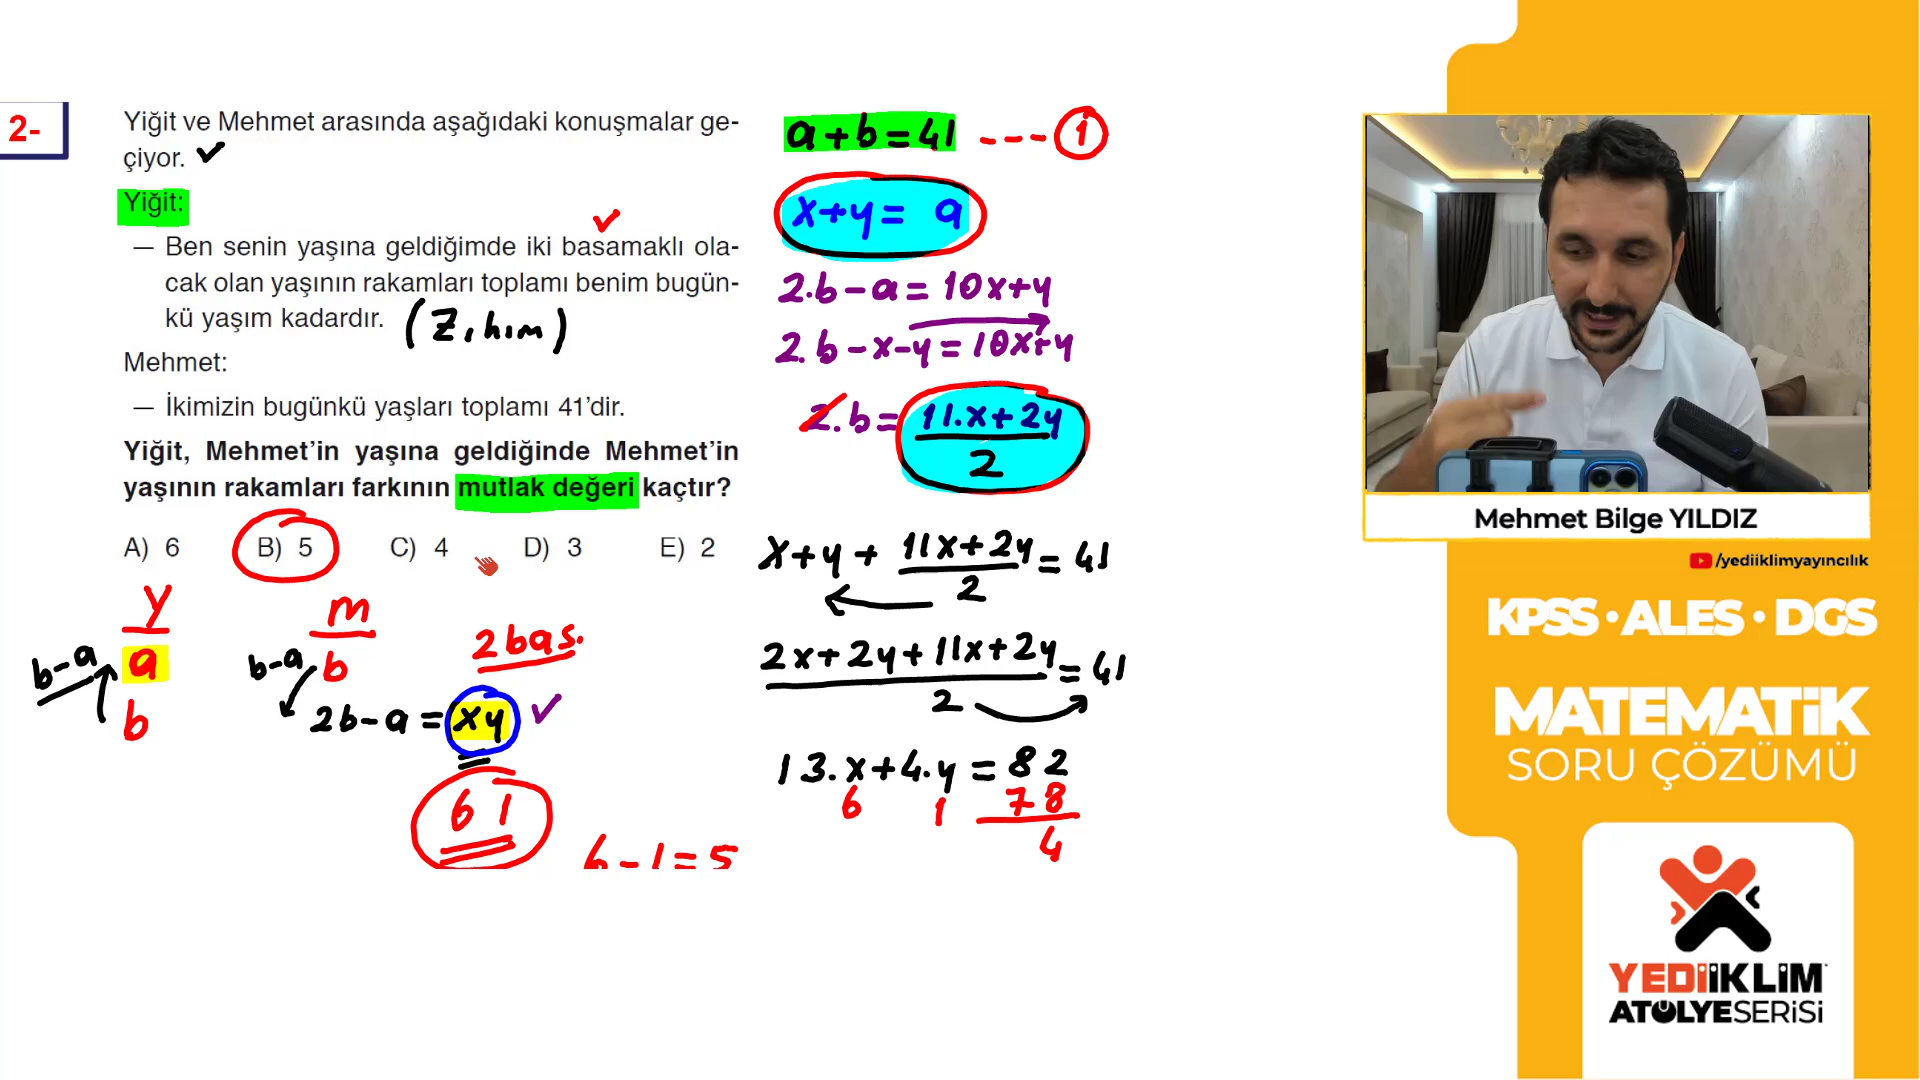 2-
Yiğit ve Mehmet arasında aşağıdaki konuşmalar ge-
çiyor. ✓
Yiğit:
— Ben senin yaşına geldiğimde iki basamaklı ola-
cak olan yaşının rakamları toplamı benim bugün-
kü yaşım kadardır. (Z,hım)
Mehmet:
— İkimizin bugünkü yaşları toplamı 41'dir.
Yiğit, Mehmet'in yaşına geldiğinde Mehmet'in
yaşının rakamları farkının mutlak değeri kaçtır?
A) 6 B) 5 C) 4 D) 3 E) 2
y
a
b
b-a
m
b
b-a
2b-a = xy ✓
2 bas.
61
6-1=5
a+b=41 ---- 1
x+y= a
2.b-a=10x+y
2.b-x-y=10x+y
2.b= 11.x+2y
2
x+y+ 11x+2y = 41
2
2x+2y+11x+2y = 41
2
13.x+4.y=82
6 1 78
4
Mehmet Bilge YILDIZ
/yediiklimyayıncılık
KPSS • ALES • DGS
MATEMATİK
SORU ÇÖZÜMÜ
YEDİİKLİM
ATÖLYESERİSİ